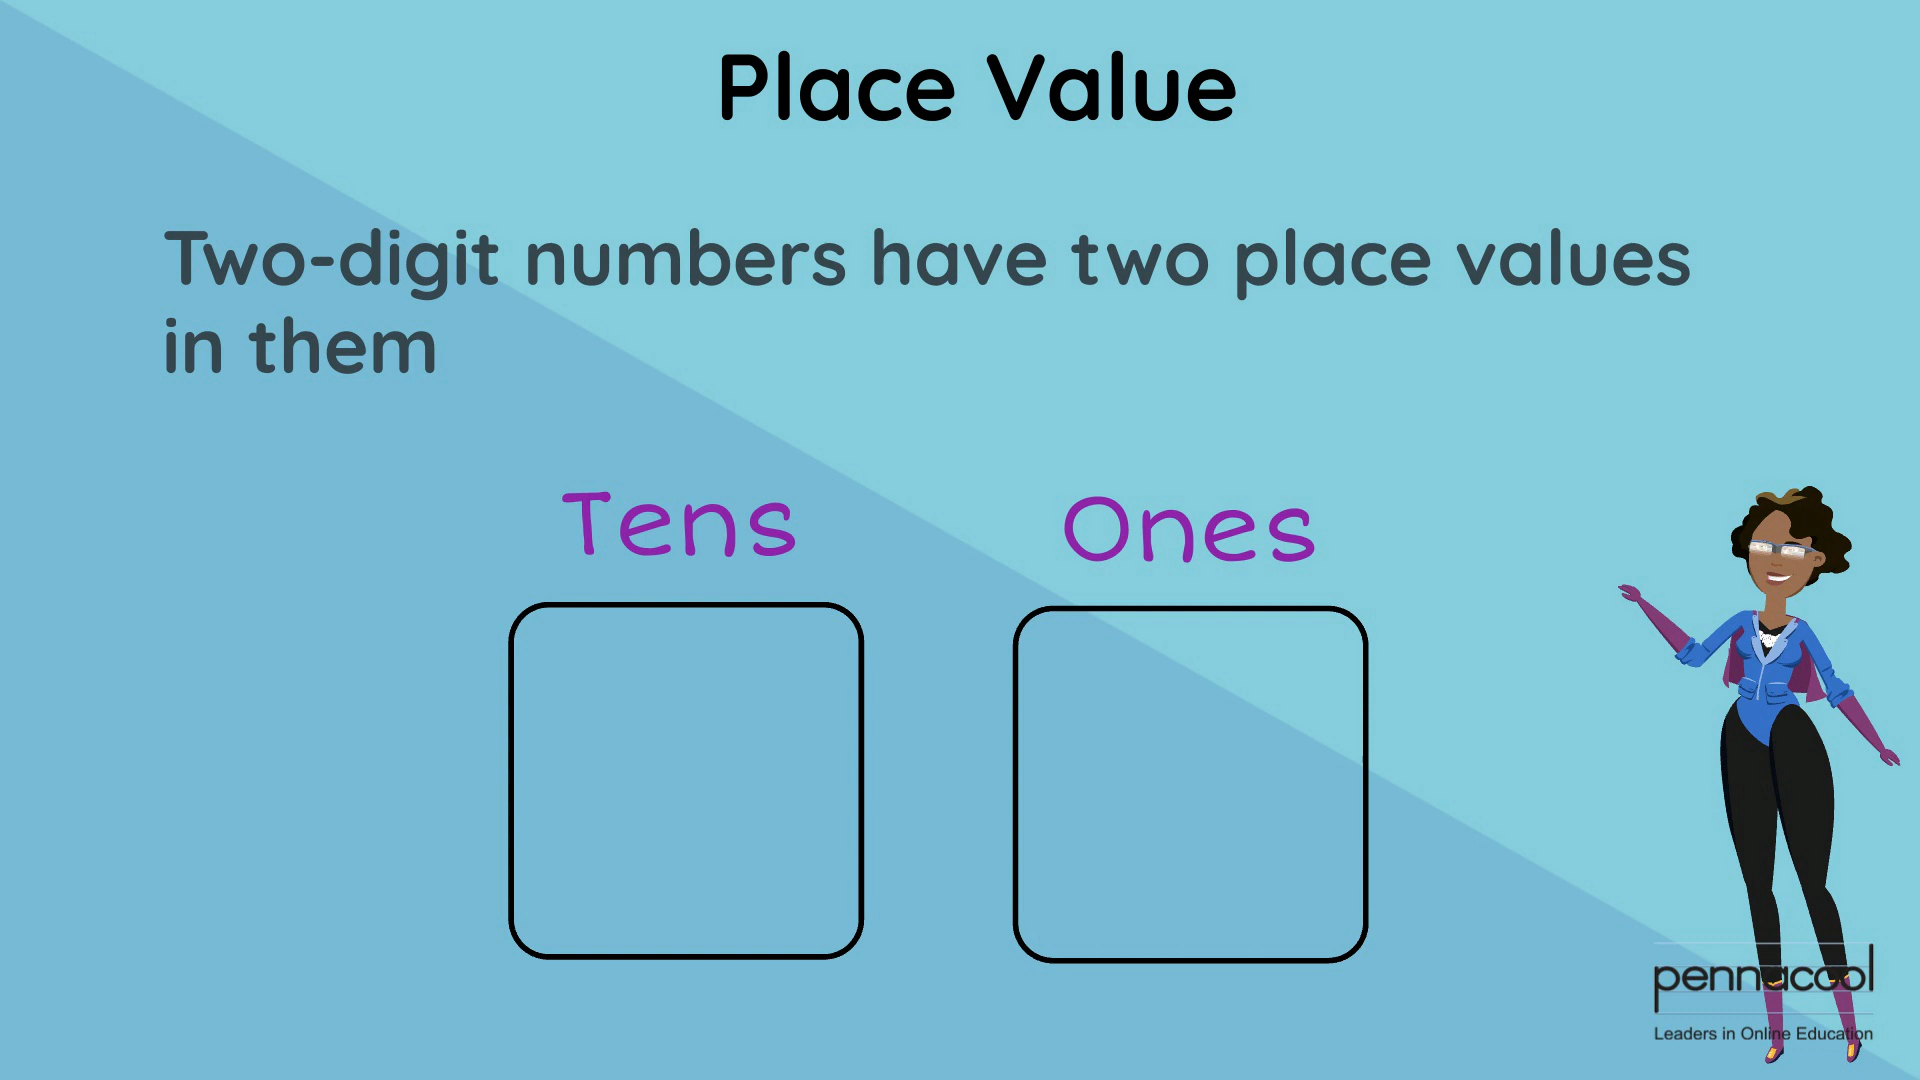 Place Value
Two-digit numbers have two place values
in them
Tens Ones
pennacool
Leaders in Online Education